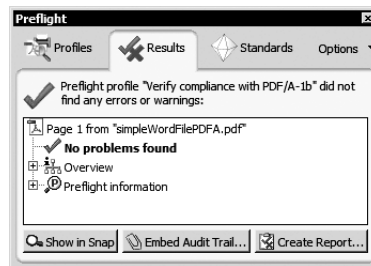 Preflight
Profiles Results Standards Options
Preflight profile "Verify compliance with PDF/A-1b" did not
find any errors or warnings:
Page 1 from "simpleWordFilePDFA.pdf"
No problems found
Overview
Preflight information
Show in Snap Embed Audit Trail... Create Report...